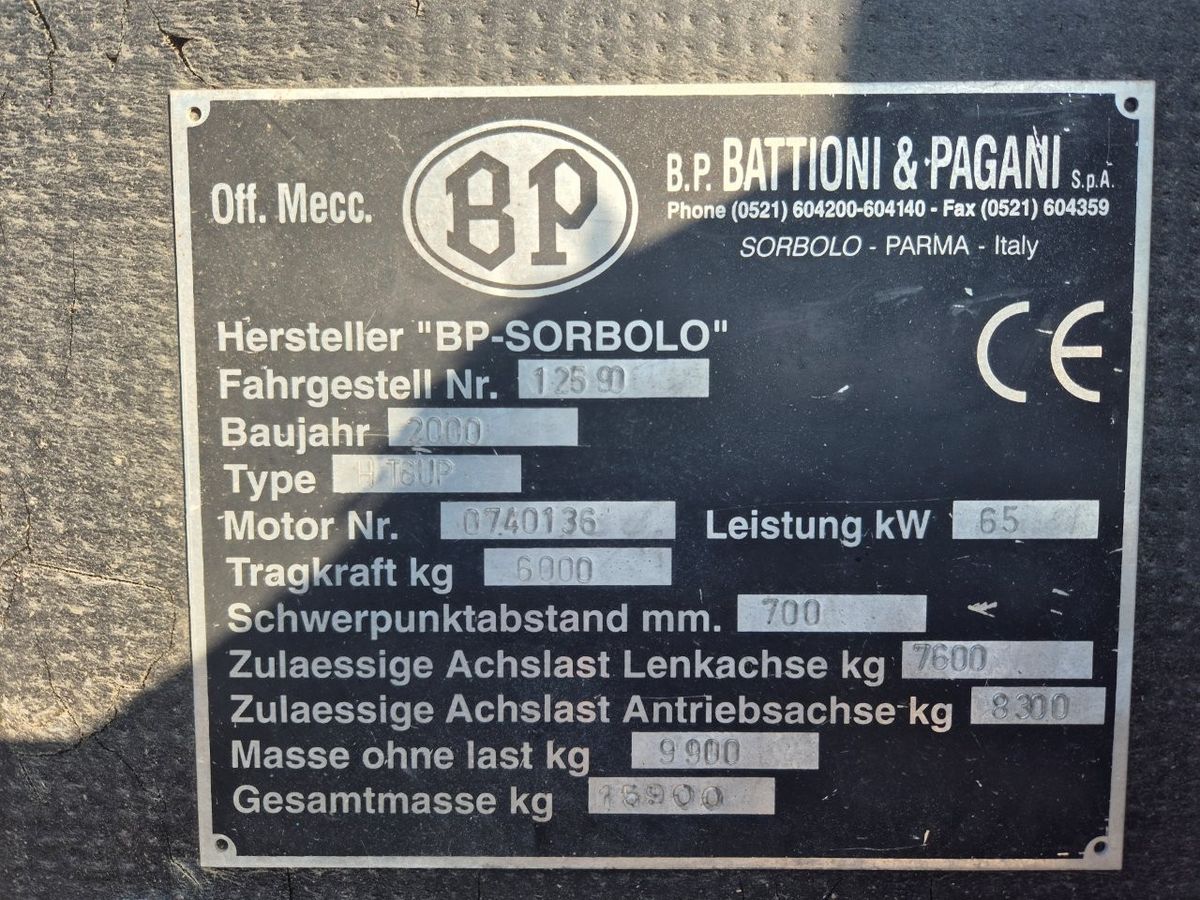 Off. Mecc.
BP
B.P. BATTIONI & PAGANI S.p.A.
Phone (0521) 604200-604140 - Fax (0521) 604359
SORBOLO - PARMA - Italy
CE
Hersteller "BP-SORBOLO"
Fahrgestell Nr. 12590
Baujahr 2000
Type
Motor Nr. 0740136 Leistung kW 65
Tragkraft kg 6000
Schwerpunktabstand mm. 700
Zulaessige Achslast Lenkachse kg 7600
Zulaessige Achslast Antriebsachse kg 8300
Masse ohne last kg 9900
Gesamtmasse kg 15900